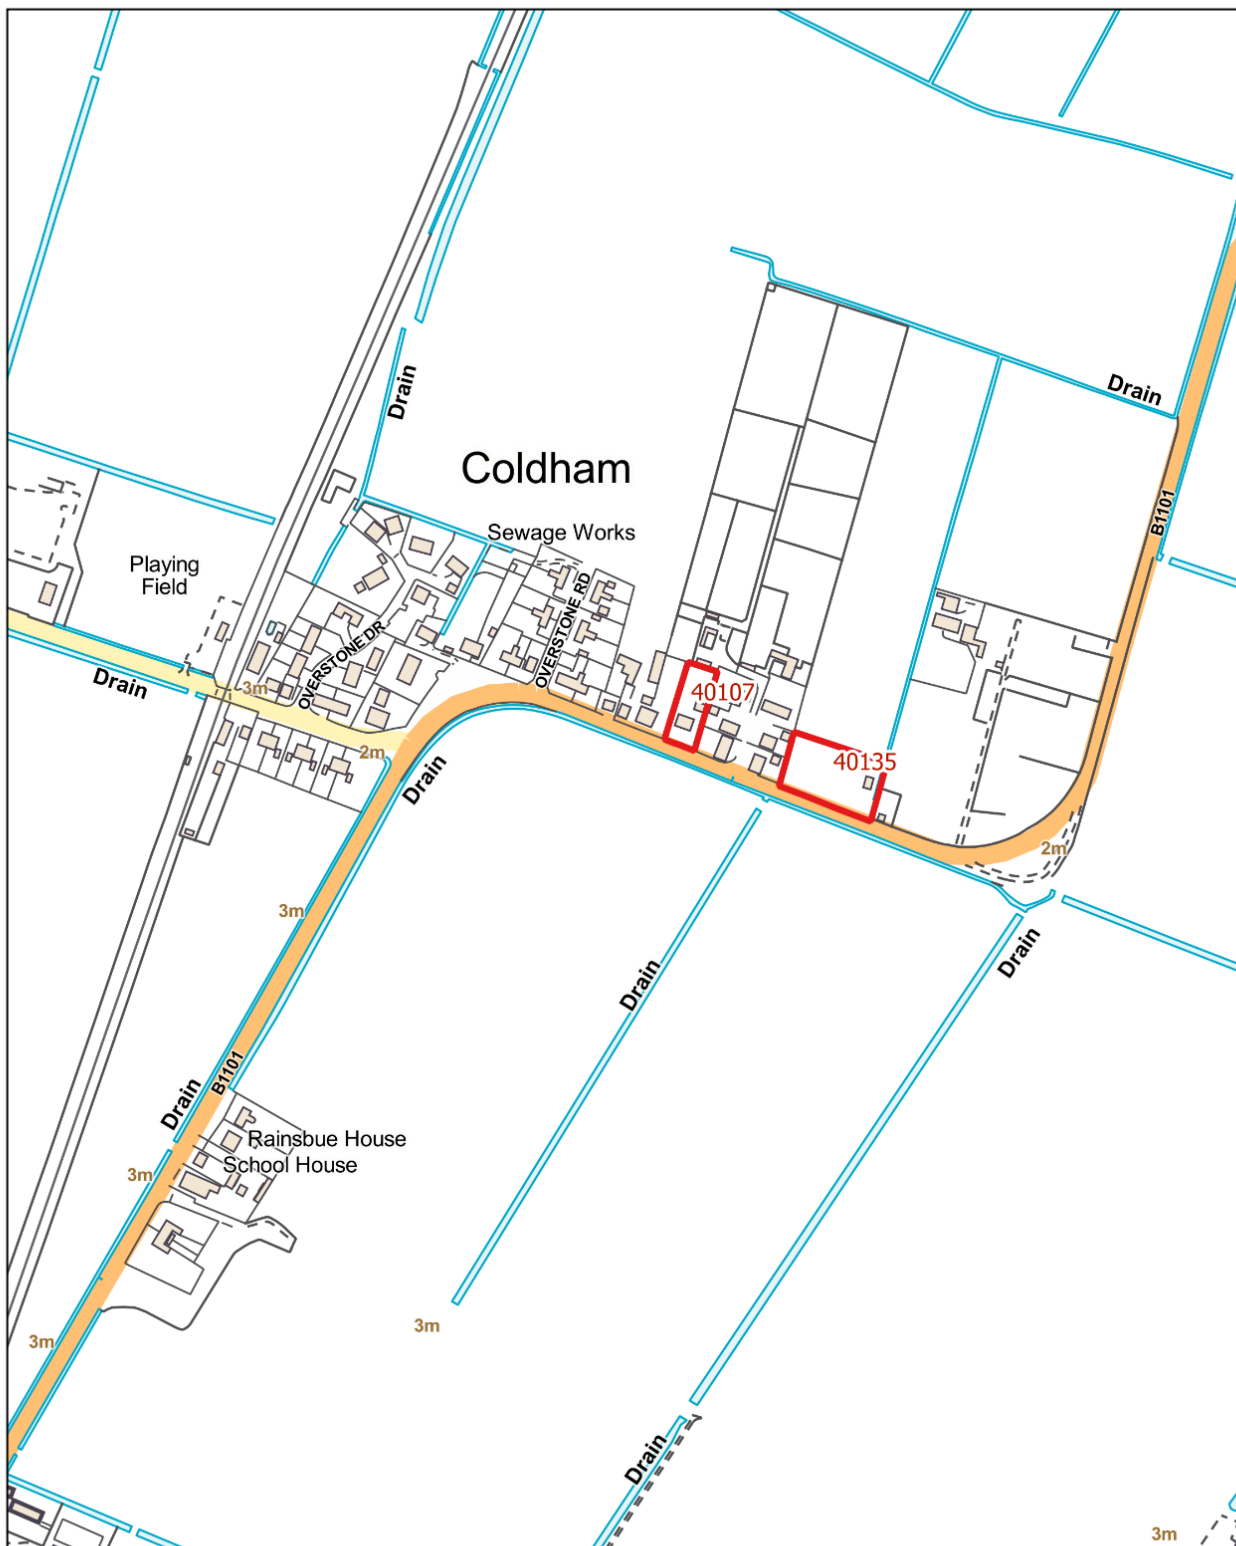 Drain
Drain
Coldham
B1101
Sewage Works
Playing
Field
OVERSTONE RD
OVERSTONE DR
Drain
3m
40107
2m
40135
Drain
2m
3m
Drain
Drain
B1101
Drain
Rainsbue House
School House
3m
3m
3m
Drain
3m